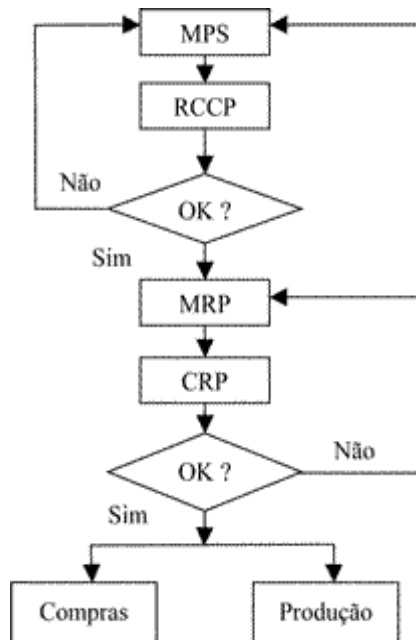 MPS
RCCP
Não
OK ?
Sim
MRP
CRP
OK ?
Não
Sim
Compras
Produção